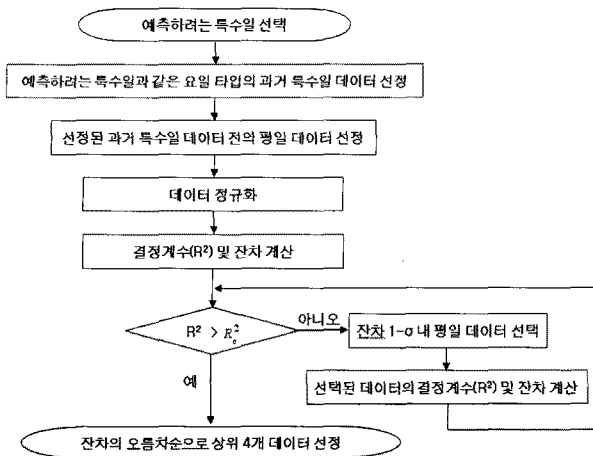 예측하려는 특수일 선택
예측하려는 특수일과 같은 요일 타입의 과거 특수일 데이터 선정
선정된 과거 특수일 데이터 전의 평일 데이터 선정
데이터 정규화
결정계수(R²) 및 잔차 계산
R² > R_c^2
아니오
잔차 1-σ 내 평일 데이터 선택
예
선택된 데이터의 결정계수(R²) 및 잔차 계산
잔차의 오름차순으로 상위 4개 데이터 선정